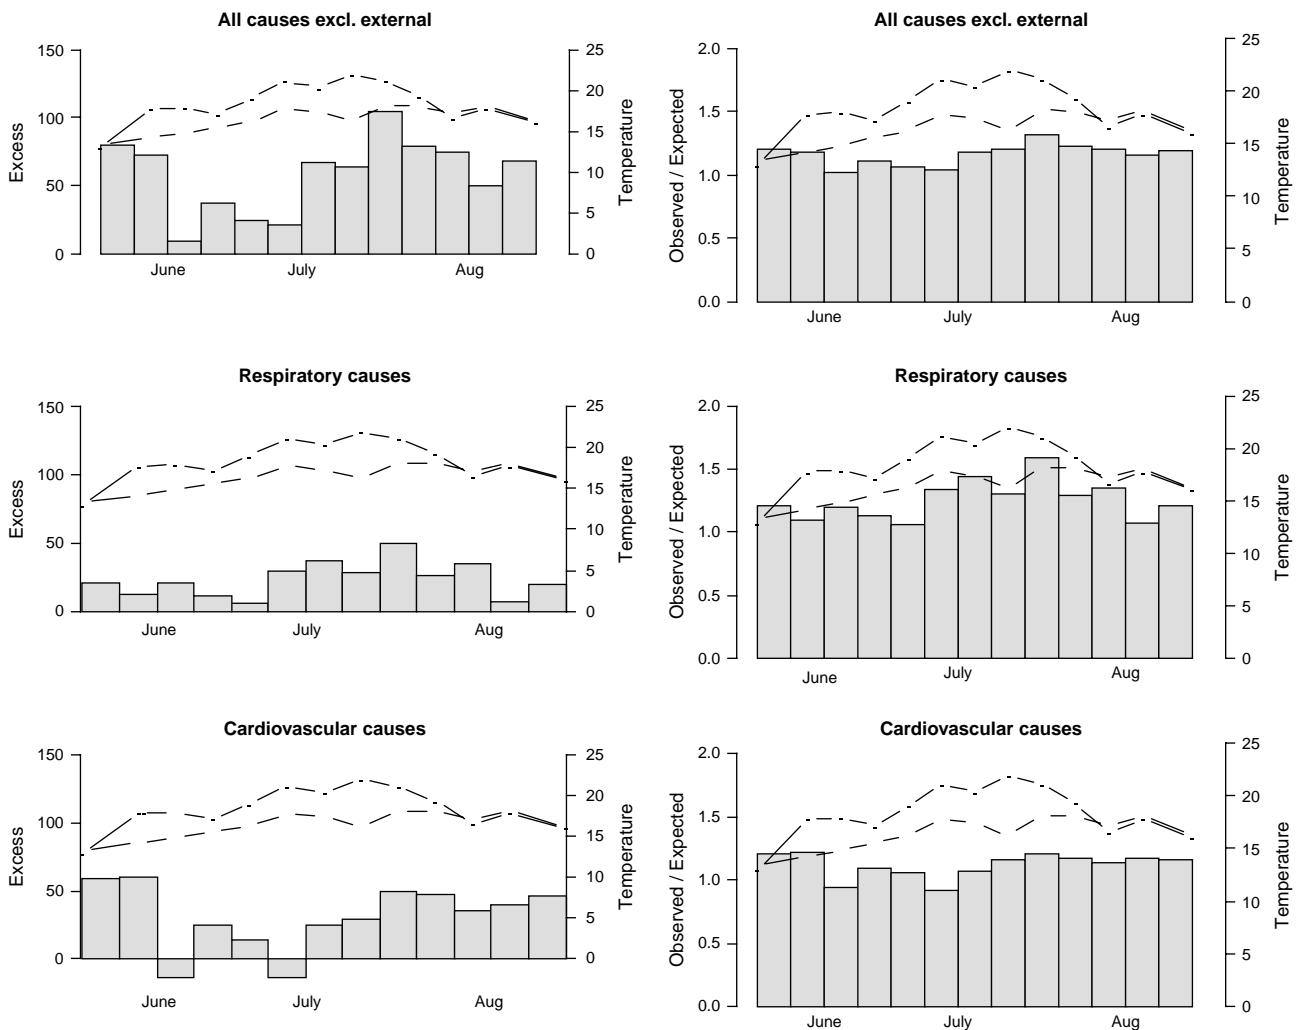 All causes excl. external
150
100
50
0
Excess
25
20
15
10
5
0
Temperature
June July Aug
All causes excl. external
2.0
1.5
1.0
0.5
0.0
Observed / Expected
25
20
15
10
5
0
Temperature
June July Aug
Respiratory causes
150
100
50
0
Excess
25
20
15
10
5
0
Temperature
June July Aug
Respiratory causes
2.0
1.5
1.0
0.5
0.0
Observed / Expected
25
20
15
10
5
0
Temperature
June July Aug
Cardiovascular causes
150
100
50
0
Excess
25
20
15
10
5
0
Temperature
June July Aug
Cardiovascular causes
2.0
1.5
1.0
0.5
0.0
Observed / Expected
25
20
15
10
5
0
Temperature
June July Aug